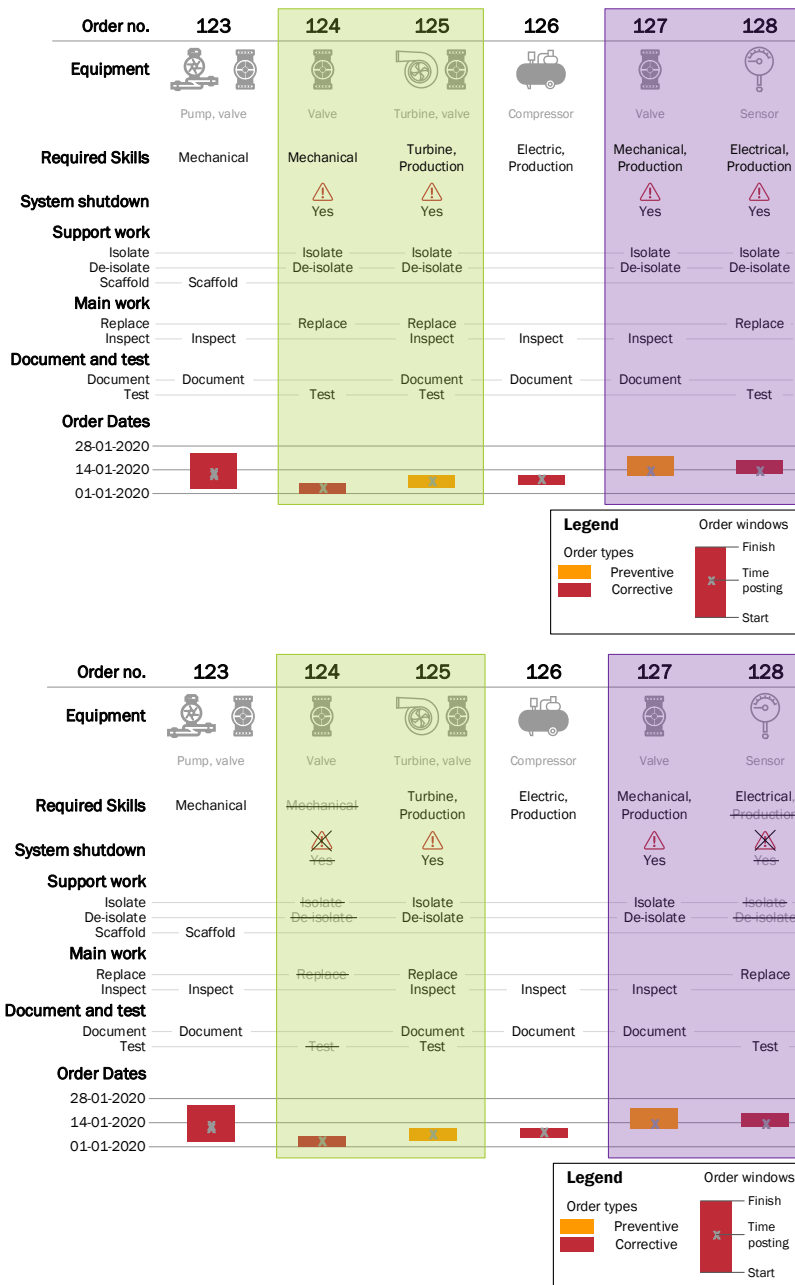 Order no. 123 124 125 126 127 128
Equipment
Pump, valve Valve Turbine, valve Compressor Valve Sensor
Required Skills Mechanical Mechanical Turbine, Production Electric, Production Mechanical, Production Electrical, Production
System shutdown Yes Yes Yes Yes
Support work
Isolate Isolate Isolate Isolate Isolate
De-isolate De-isolate De-isolate De-isolate De-isolate
Scaffold Scaffold
Main work
Replace Replace Replace Replace
Inspect Inspect Inspect Inspect Inspect
Document and test
Document Document Document Document Document
Test Test Test Test
Order Dates
28-01-2020
14-01-2020
01-01-2020
Legend Order windows
Order types Finish
Preventive Time posting
Corrective
Start
Order no. 123 124 125 126 127 128
Equipment
Pump, valve Valve Turbine, valve Compressor Valve Sensor
Required Skills Mechanical Mechanical Turbine, Production Electric, Production Mechanical, Production Electrical, Production
System shutdown Yes Yes Yes Yes
Support work
Isolate Isolate Isolate Isolate Isolate
De-isolate De-isolate De-isolate De-isolate De-isolate
Scaffold Scaffold
Main work
Replace Replace Replace Replace
Inspect Inspect Inspect Inspect Inspect
Document and test
Document Document Document Document Document
Test Test Test Test
Order Dates
28-01-2020
14-01-2020
01-01-2020
Legend Order windows
Order types Finish
Preventive Time posting
Corrective
Start